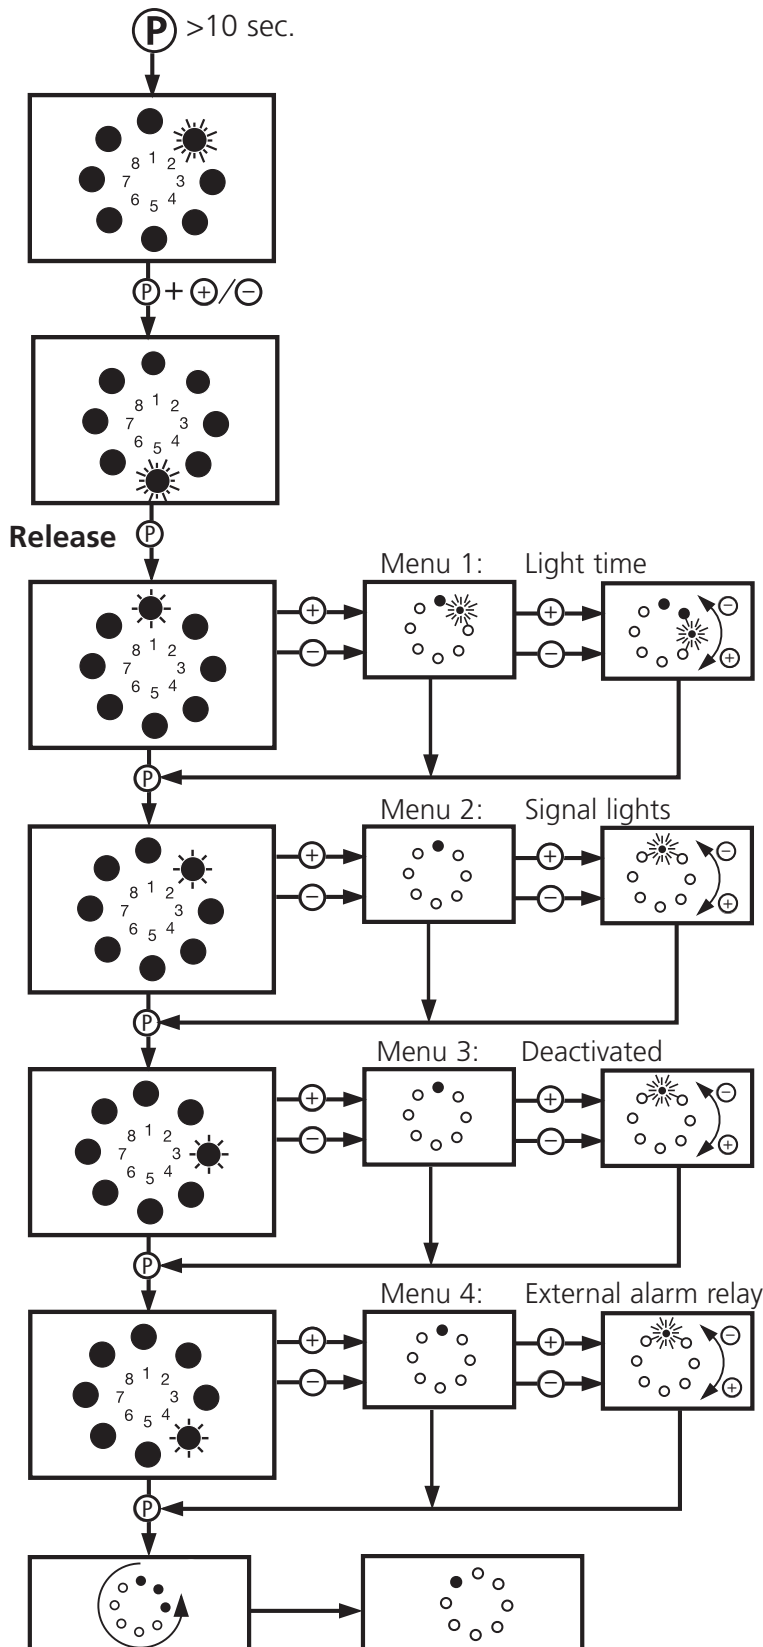 P >10 sec.
8 1 2
7 3
6 5 4
P + +/−
8 1 2
7 3
6 5 4
Release P
Menu 1: Light time
+ + −
8 1 2
− −
7 3
6 5 4 +
P
Menu 2: Signal lights
+ + −
8 1 2
− −
7 3 +
6 5 4
P
Menu 3: Deactivated
+ + −
8 1 2
− −
7 3 +
6 5 4
P
Menu 4: External alarm relay
+ + −
8 1 2
− − +
7 3
6 5 4
P